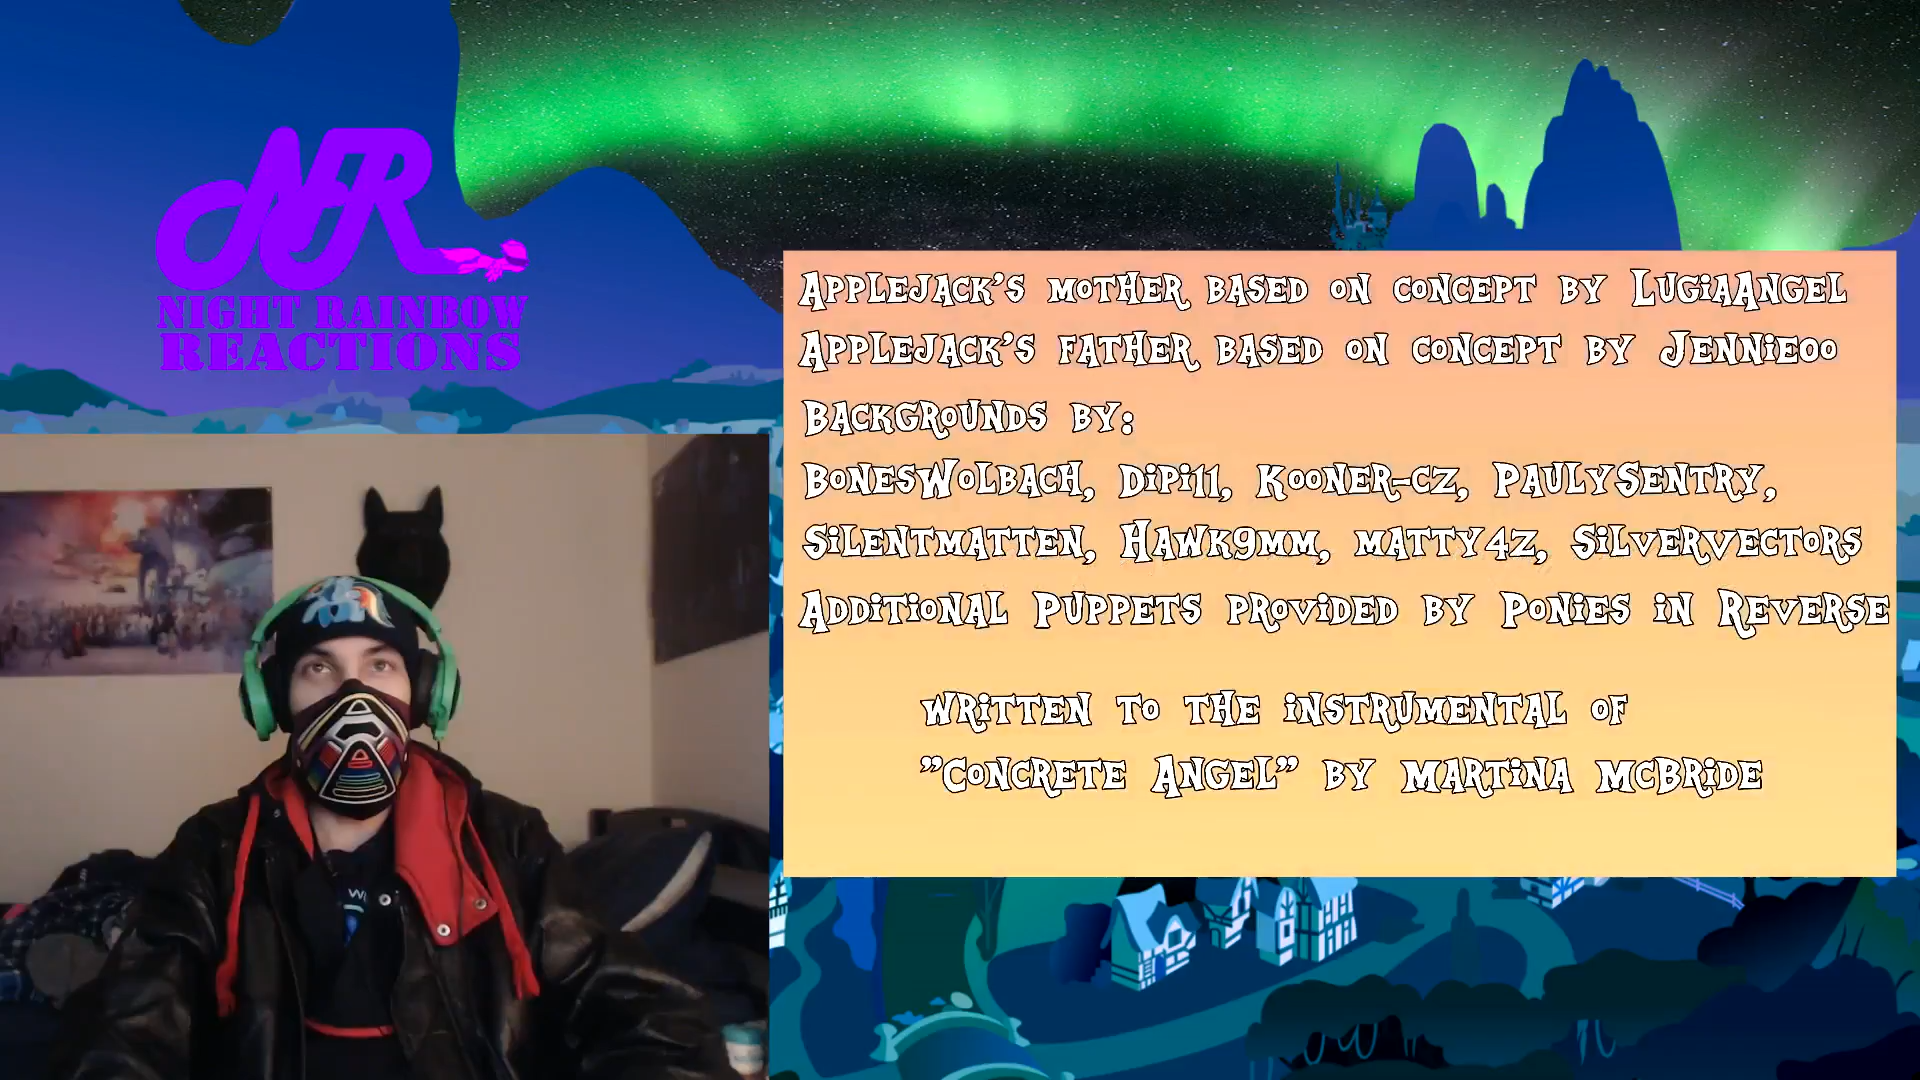 NR
NIGHT RAINBOW
REACTIONS
Applejack's mother based on concept by LugiaAngel
Applejack's father based on concept by Jennieoo
Backgrounds by:
BonesWolbach, Dipi11, Kooner-cz, PaulySentry,
Silentmatten, Hawk9mm, matty4z, Silvervectors
Additional Puppets provided by Ponies in Reverse
written to the instrumental of
"Concrete Angel" by Martina McBride